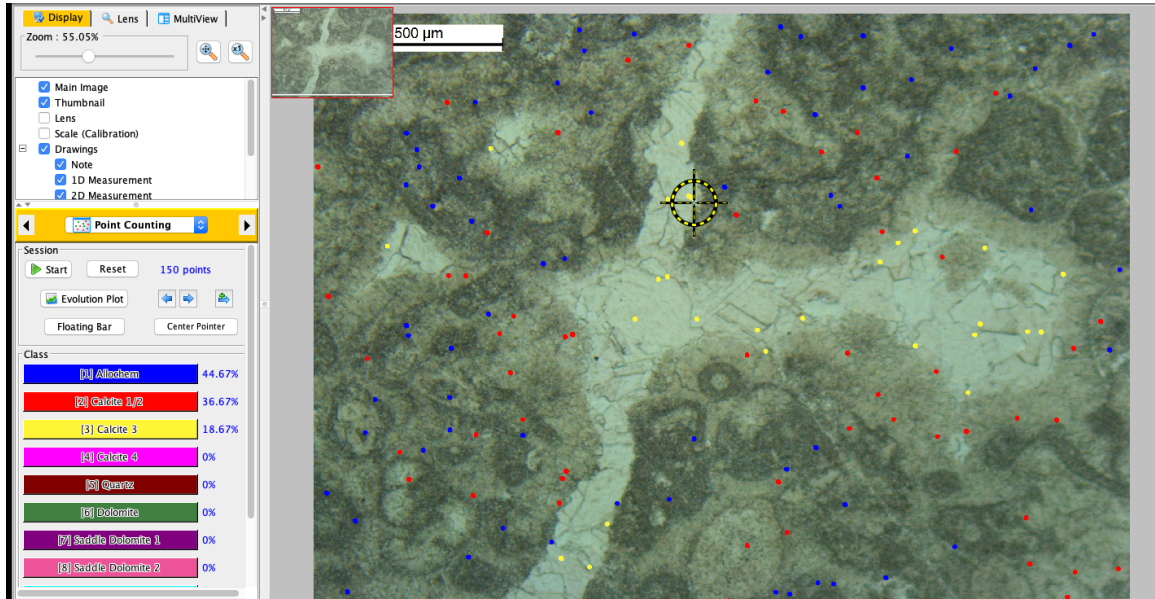 Display
Lens
MultiView
Zoom : 55.05%
x1
500 µm
Main Image
Thumbnail
Lens
Scale (Calibration)
Drawings
Note
1D Measurement
2D Measurement
Point Counting
Session
Start
Reset
150 points
Evolution Plot
Floating Bar
Center Pointer
Class
[1] Allochem 44.67%
[2] Calcite 1/2 36.67%
[3] Calcite 3 18.67%
[4] Calcite 4 0%
[5] Quartz 0%
[6] Dolomite 0%
[7] Saddle Dolomite 1 0%
[8] Saddle Dolomite 2 0%